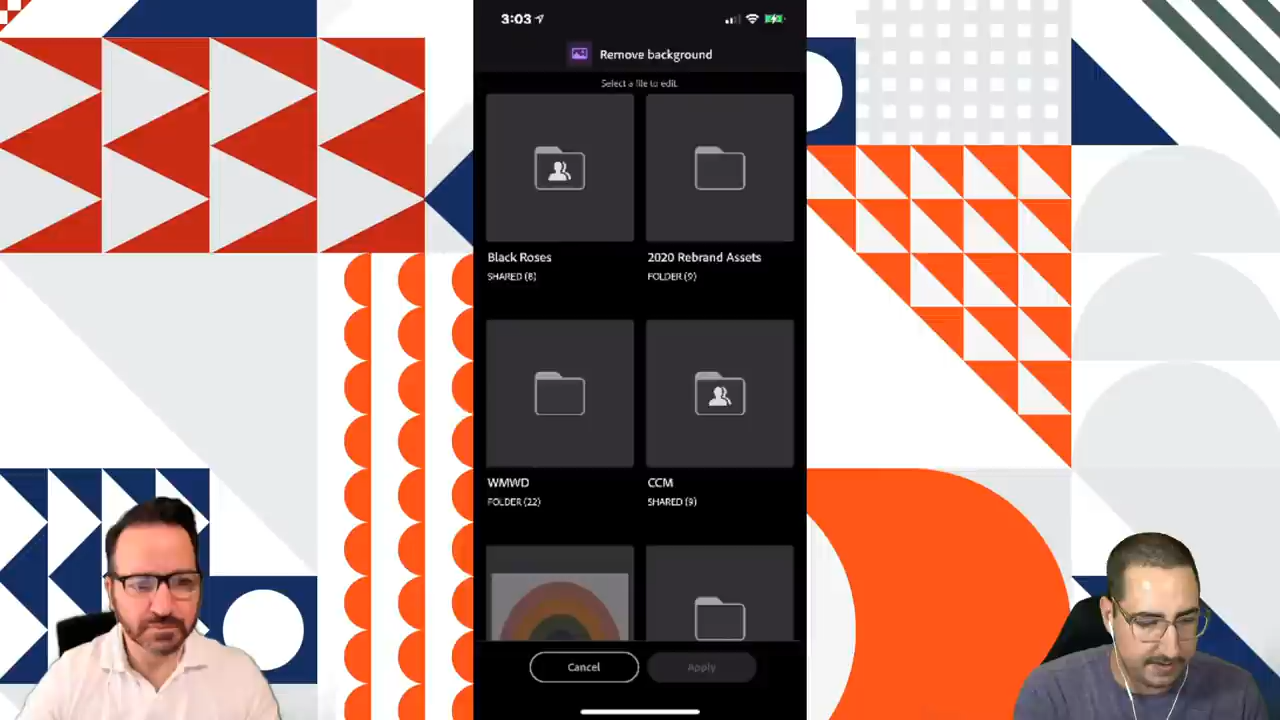 3:03
Remove background
Select a file to edit.
Black Roses
SHARED (8)
2020 Rebrand Assets
FOLDER (9)
WMWD
FOLDER (22)
CCM
SHARED (9)
Cancel
Apply